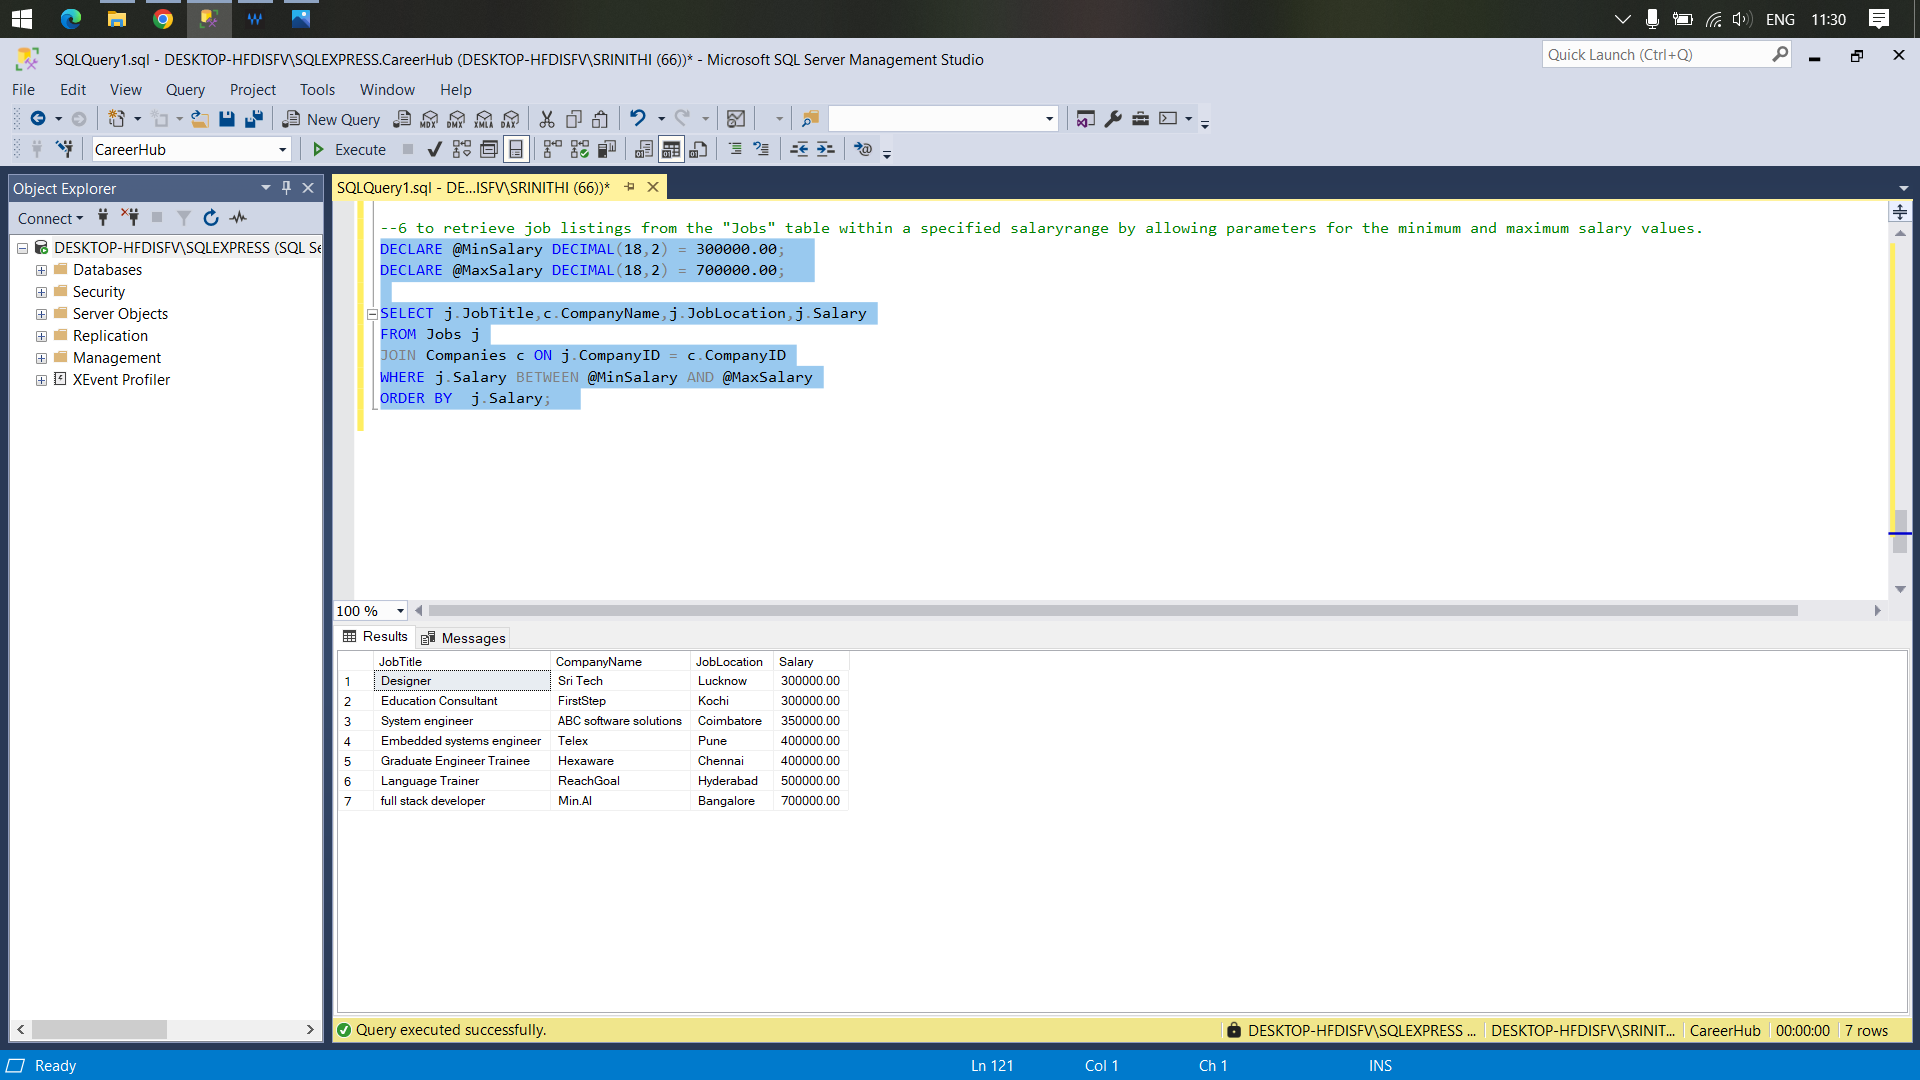 ENG 11:30
SQLQuery1.sql - DESKTOP-HFDISFV\SQLEXPRESS.CareerHub (DESKTOP-HFDISFV\SRINITHI (66))* - Microsoft SQL Server Management Studio
Quick Launch (Ctrl+Q)
File Edit View Query Project Tools Window Help
New Query MDX DMX XMLA DAX
CareerHub Execute
Object Explorer
SQLQuery1.sql - DE...ISFV\SRINITHI (66))*
Connect
DESKTOP-HFDISFV\SQLEXPRESS (SQL Se
Databases
Security
Server Objects
Replication
Management
XEvent Profiler
--6 to retrieve job listings from the "Jobs" table within a specified salaryrange by allowing parameters for the minimum and maximum salary values.
DECLARE @MinSalary DECIMAL(18,2) = 300000.00;
DECLARE @MaxSalary DECIMAL(18,2) = 700000.00;
SELECT j.JobTitle,c.CompanyName,j.JobLocation,j.Salary
FROM Jobs j
JOIN Companies c ON j.CompanyID = c.CompanyID
WHERE j.Salary BETWEEN @MinSalary AND @MaxSalary
ORDER BY  j.Salary;
100 %
Results Messages
JobTitle CompanyName JobLocation Salary
1 Designer Sri Tech Lucknow 300000.00
2 Education Consultant FirstStep Kochi 300000.00
3 System engineer ABC software solutions Coimbatore 350000.00
4 Embedded systems engineer Telex Pune 400000.00
5 Graduate Engineer Trainee Hexaware Chennai 400000.00
6 Language Trainer ReachGoal Hyderabad 500000.00
7 full stack developer Min.AI Bangalore 700000.00
Query executed successfully.
DESKTOP-HFDISFV\SQLEXPRESS ... DESKTOP-HFDISFV\SRINIT... CareerHub 00:00:00 7 rows
Ready Ln 121 Col 1 Ch 1 INS